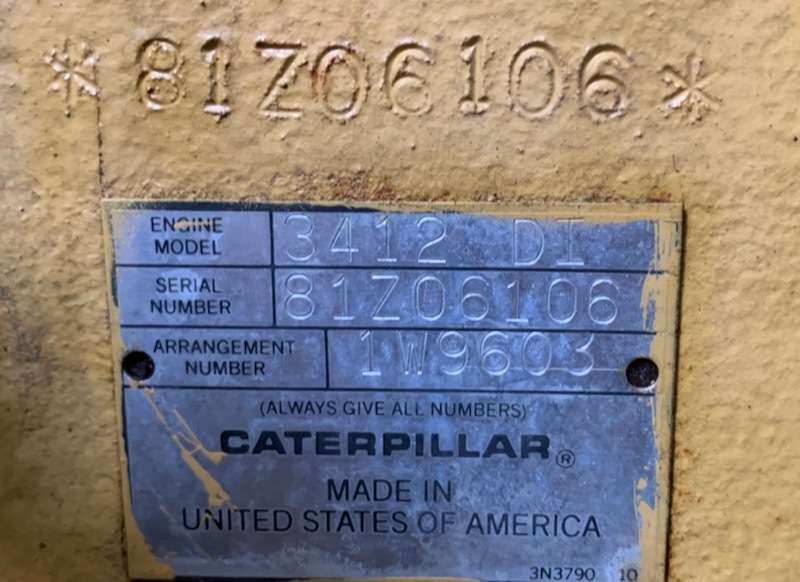 *81Z06106*
ENGINE MODEL 3412 DI
SERIAL NUMBER 81Z06106
ARRANGEMENT NUMBER 1W9603
(ALWAYS GIVE ALL NUMBERS)
CATERPILLAR®
MADE IN
UNITED STATES OF AMERICA
3N3790 10